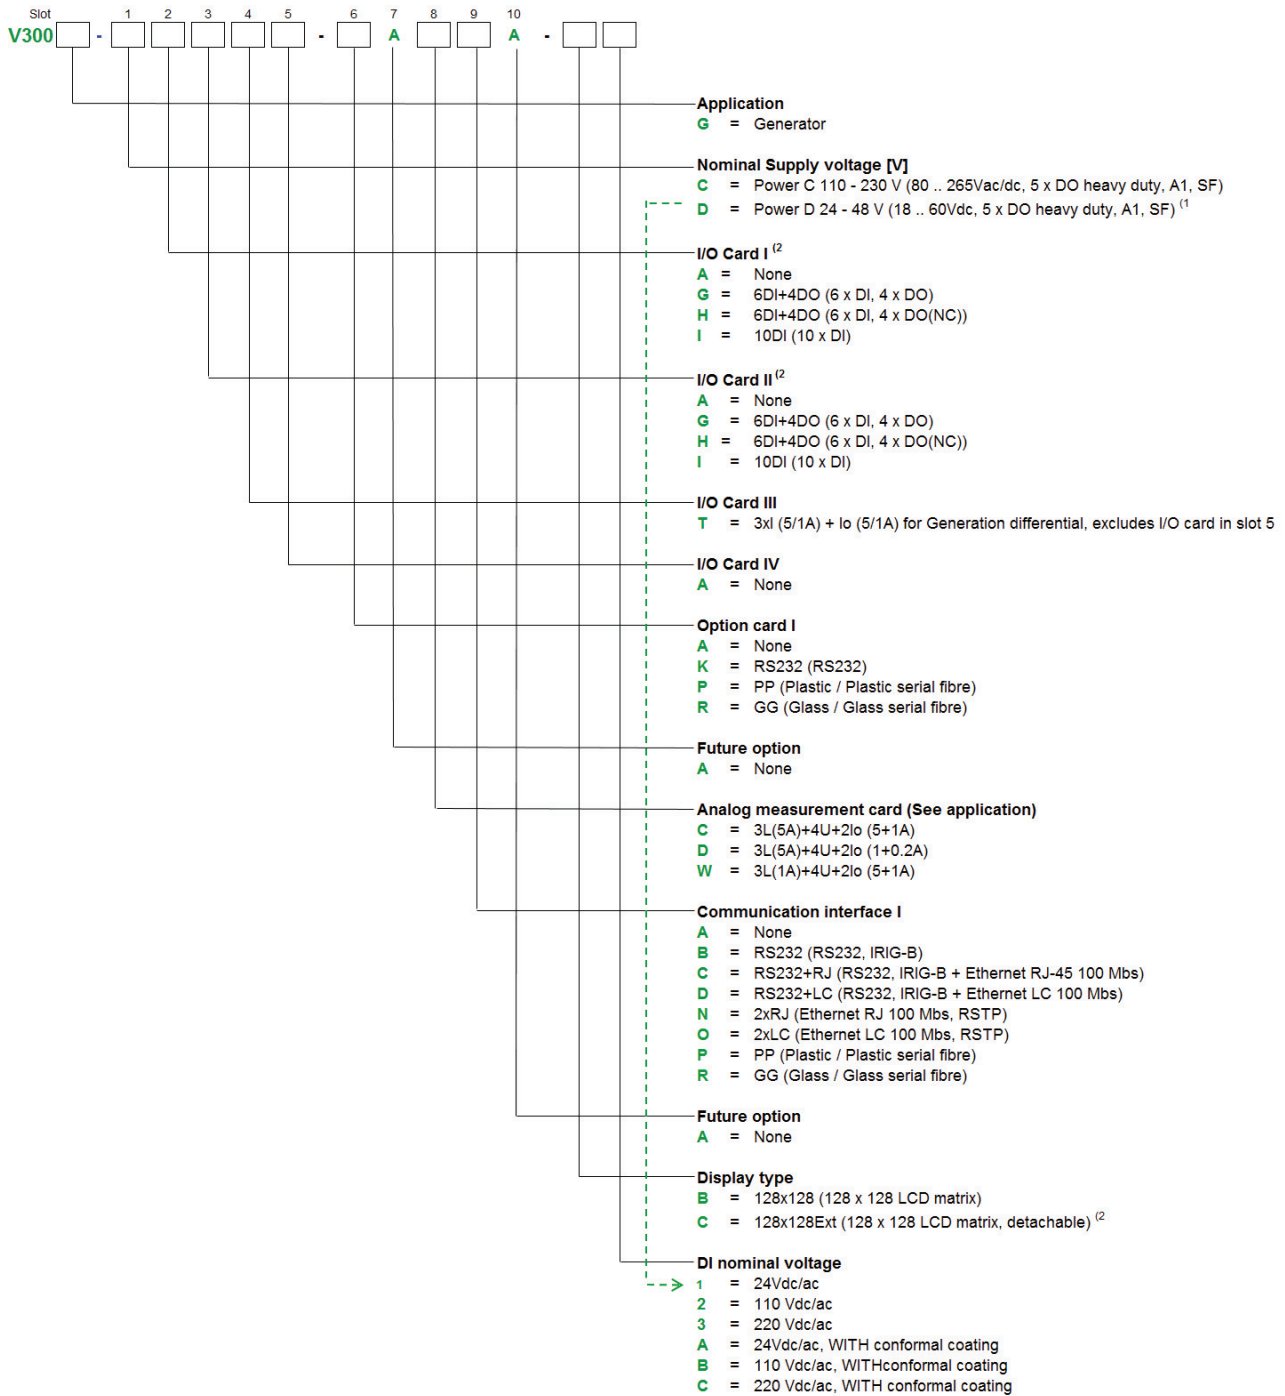 Slot 1 2 3 4 5 6 7 8 9 10
V300 - - A A -
Application
G = Generator
Nominal Supply voltage [V]
C = Power C 110 - 230 V (80 .. 265Vac/dc, 5 x DO heavy duty, A1, SF)
D = Power D 24 - 48 V (18 .. 60Vdc, 5 x DO heavy duty, A1, SF) (1
I/O Card I (2
A = None
G = 6DI+4DO (6 x DI, 4 x DO)
H = 6DI+4DO (6 x DI, 4 x DO(NC))
I = 10DI (10 x DI)
I/O Card II (2
A = None
G = 6DI+4DO (6 x DI, 4 x DO)
H = 6DI+4DO (6 x DI, 4 x DO(NC))
I = 10DI (10 x DI)
I/O Card III
T = 3xI (5/1A) + Io (5/1A) for Generation differential, excludes I/O card in slot 5
I/O Card IV
A = None
Option card I
A = None
K = RS232 (RS232)
P = PP (Plastic / Plastic serial fibre)
R = GG (Glass / Glass serial fibre)
Future option
A = None
Analog measurement card (See application)
C = 3L(5A)+4U+2Io (5+1A)
D = 3L(5A)+4U+2Io (1+0.2A)
W = 3L(1A)+4U+2Io (5+1A)
Communication interface I
A = None
B = RS232 (RS232, IRIG-B)
C = RS232+RJ (RS232, IRIG-B + Ethernet RJ-45 100 Mbs)
D = RS232+LC (RS232, IRIG-B + Ethernet LC 100 Mbs)
N = 2xRJ (Ethernet RJ 100 Mbs, RSTP)
O = 2xLC (Ethernet LC 100 Mbs, RSTP)
P = PP (Plastic / Plastic serial fibre)
R = GG (Glass / Glass serial fibre)
Future option
A = None
Display type
B = 128x128 (128 x 128 LCD matrix)
C = 128x128Ext (128 x 128 LCD matrix, detachable) (2
DI nominal voltage
1 = 24Vdc/ac
2 = 110 Vdc/ac
3 = 220 Vdc/ac
A = 24Vdc/ac, WITH conformal coating
B = 110 Vdc/ac, WITHconformal coating
C = 220 Vdc/ac, WITH conformal coating